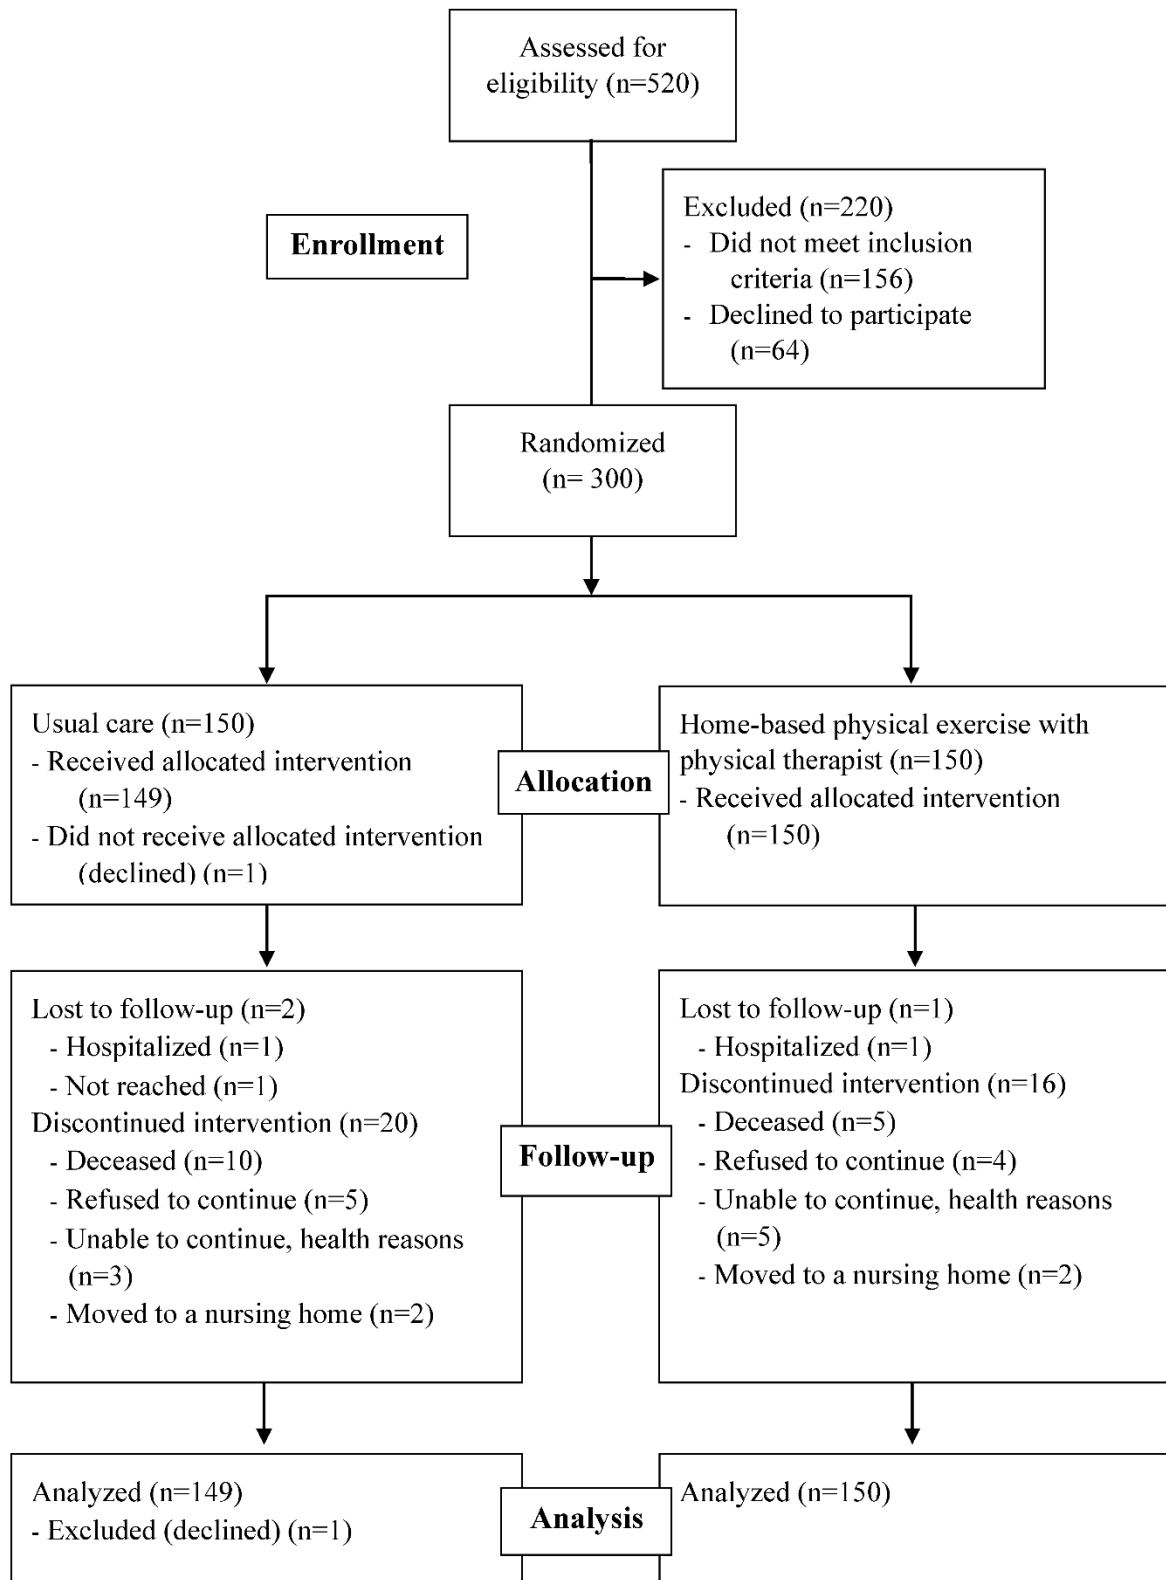 Assessed for
eligibility (n=520)
Enrollment
Excluded (n=220)
- Did not meet inclusion
criteria (n=156)
- Declined to participate
(n=64)
Randomized
(n= 300)
Usual care (n=150)
- Received allocated intervention
(n=149)
- Did not receive allocated intervention
(declined) (n=1)
Allocation
Home-based physical exercise with
physical therapist (n=150)
- Received allocated intervention
(n=150)
Lost to follow-up (n=2)
- Hospitalized (n=1)
- Not reached (n=1)
Discontinued intervention (n=20)
- Deceased (n=10)
- Refused to continue (n=5)
- Unable to continue, health reasons
(n=3)
- Moved to a nursing home (n=2)
Follow-up
Lost to follow-up (n=1)
- Hospitalized (n=1)
Discontinued intervention (n=16)
- Deceased (n=5)
- Refused to continue (n=4)
- Unable to continue, health reasons
(n=5)
- Moved to a nursing home (n=2)
Analyzed (n=149)
- Excluded (declined) (n=1)
Analysis
Analyzed (n=150)